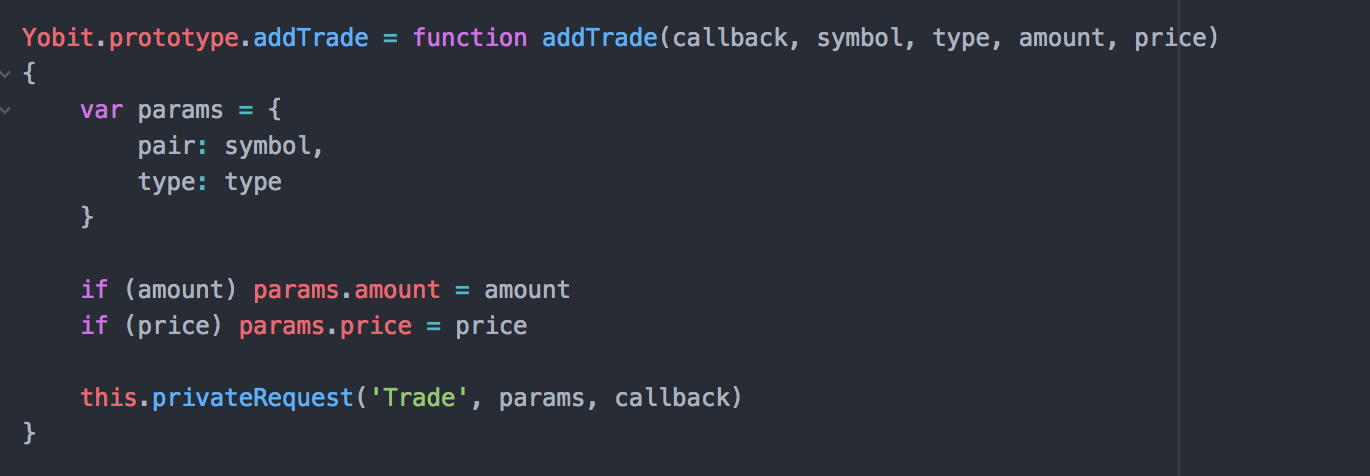 Yobit.prototype.addTrade = function addTrade(callback, symbol, type, amount, price)
{
    var params = {
        pair: symbol,
        type: type
    }
    if (amount) params.amount = amount
    if (price) params.price = price
    this.privateRequest('Trade', params, callback)
}